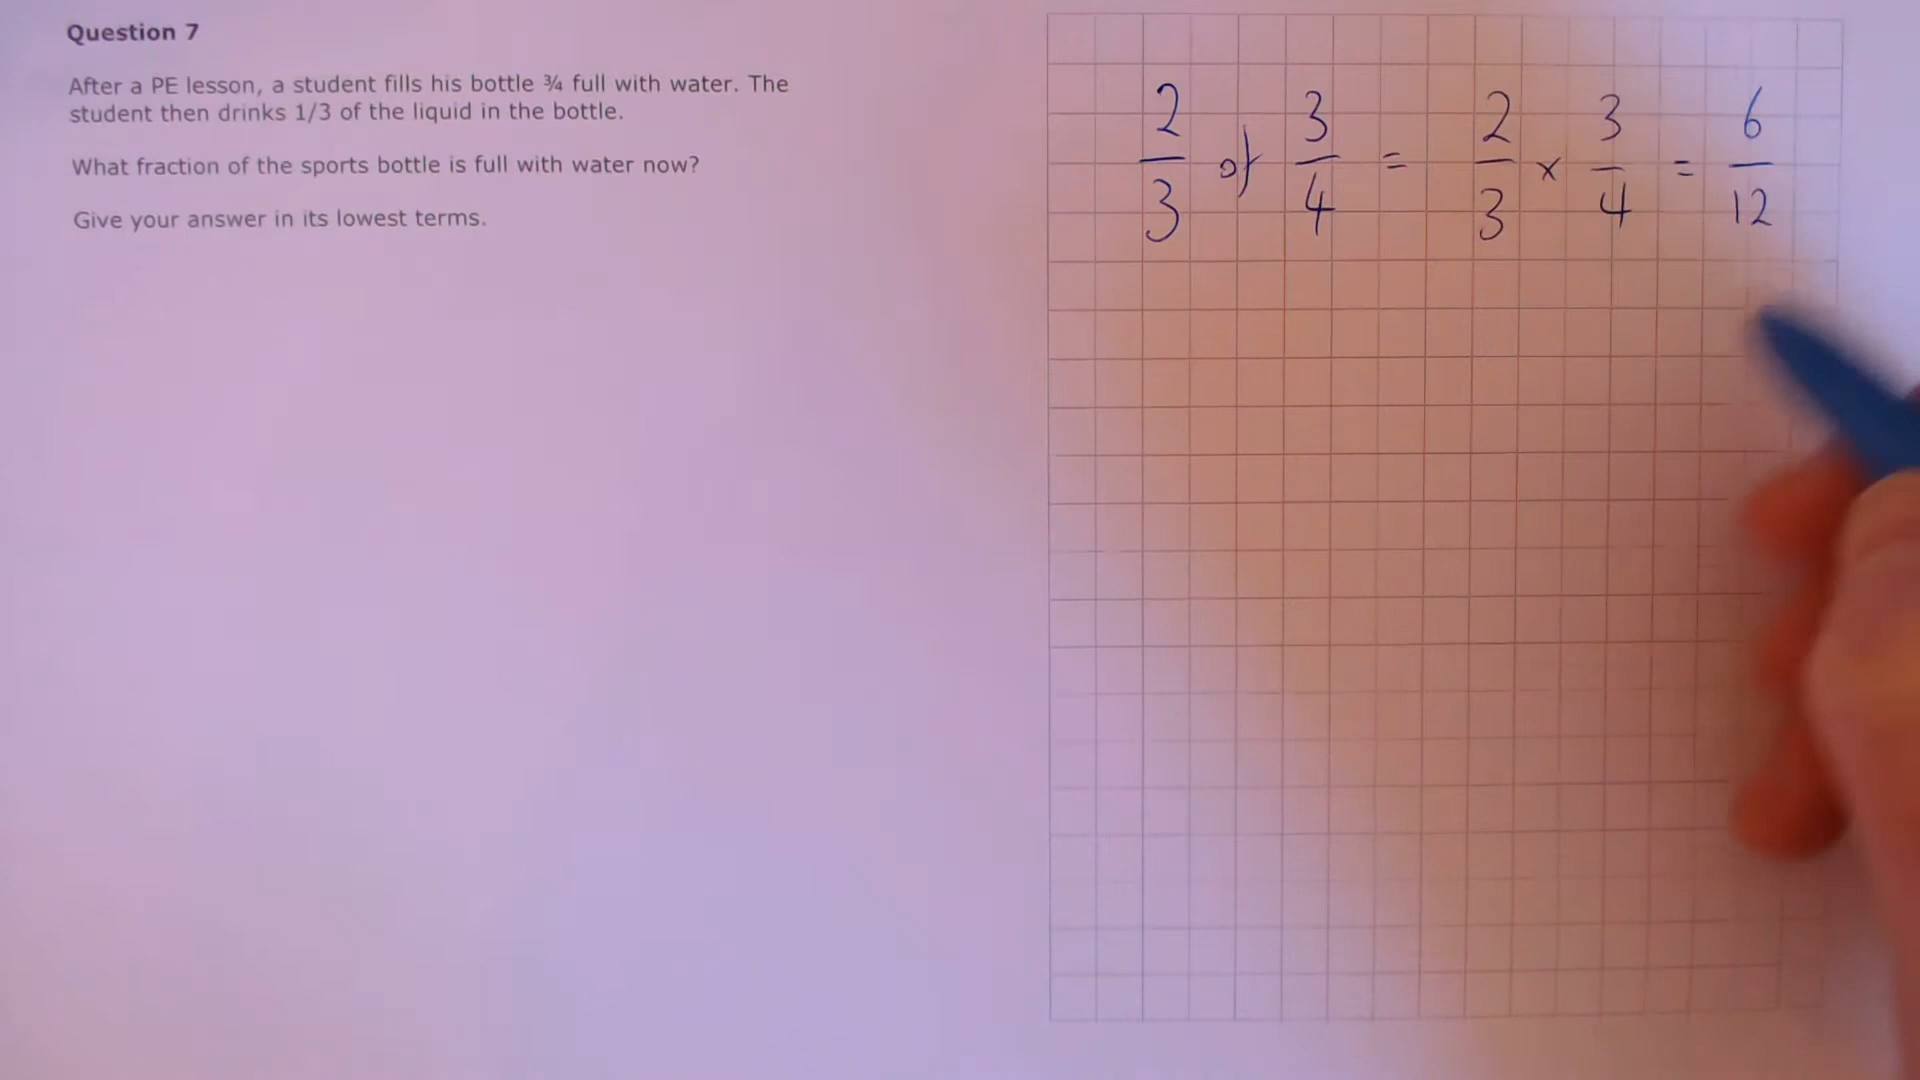 Question 7
After a PE lesson, a student fills his bottle ¾ full with water. The
student then drinks 1/3 of the liquid in the bottle.
What fraction of the sports bottle is full with water now?
Give your answer in its lowest terms.
2/3 of 3/4 = 2/3 x 3/4 = 6/12